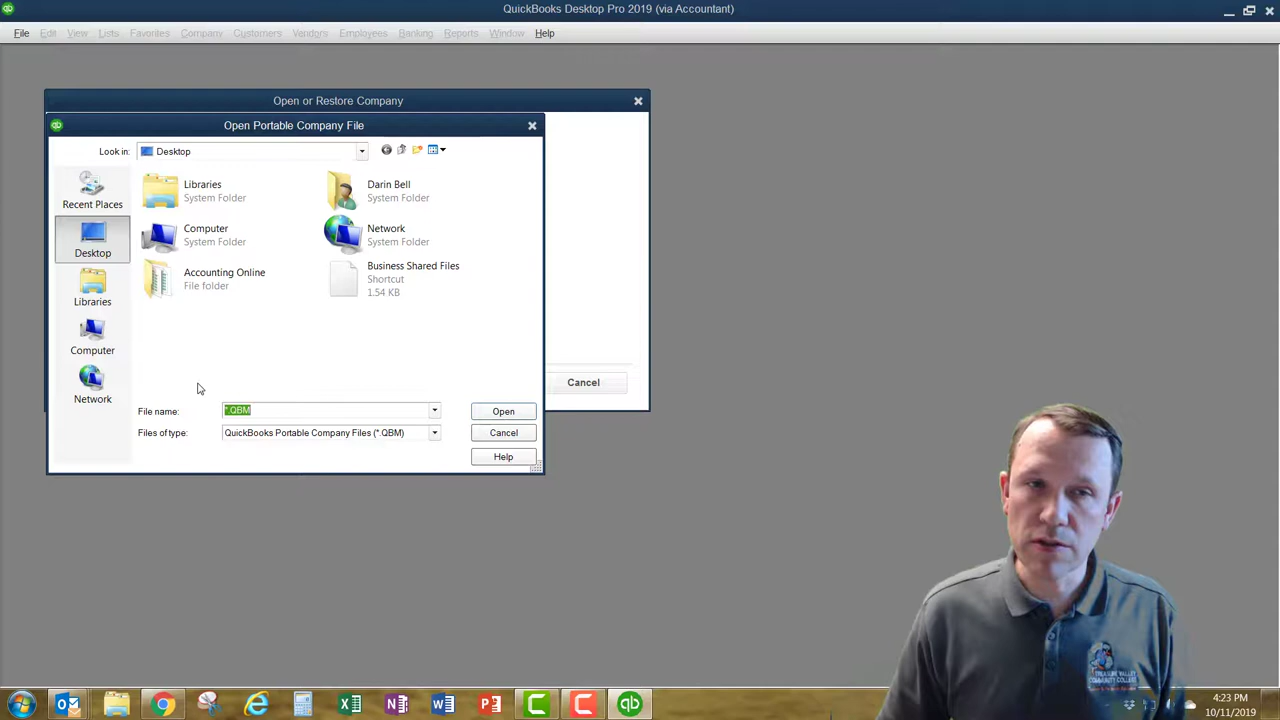 QuickBooks Desktop Pro 2019 (via Accountant)
File Edit View Lists Favorites Company Customers Vendors Employees Banking Reports Window Help
Open or Restore Company
Open Portable Company File
Look in: Desktop
Recent Places
Desktop
Libraries
Computer
Network
Libraries
System Folder
Darin Bell
System Folder
Computer
System Folder
Network
System Folder
Accounting Online
File folder
Business Shared Files
Shortcut
1.54 KB
File name: *.QBM
Open
Files of type: QuickBooks Portable Company Files (*.QBM)
Cancel
Help
Cancel
TREASURE VALLEY
COMMUNITY COLLEGE
4:23 PM
10/11/2019